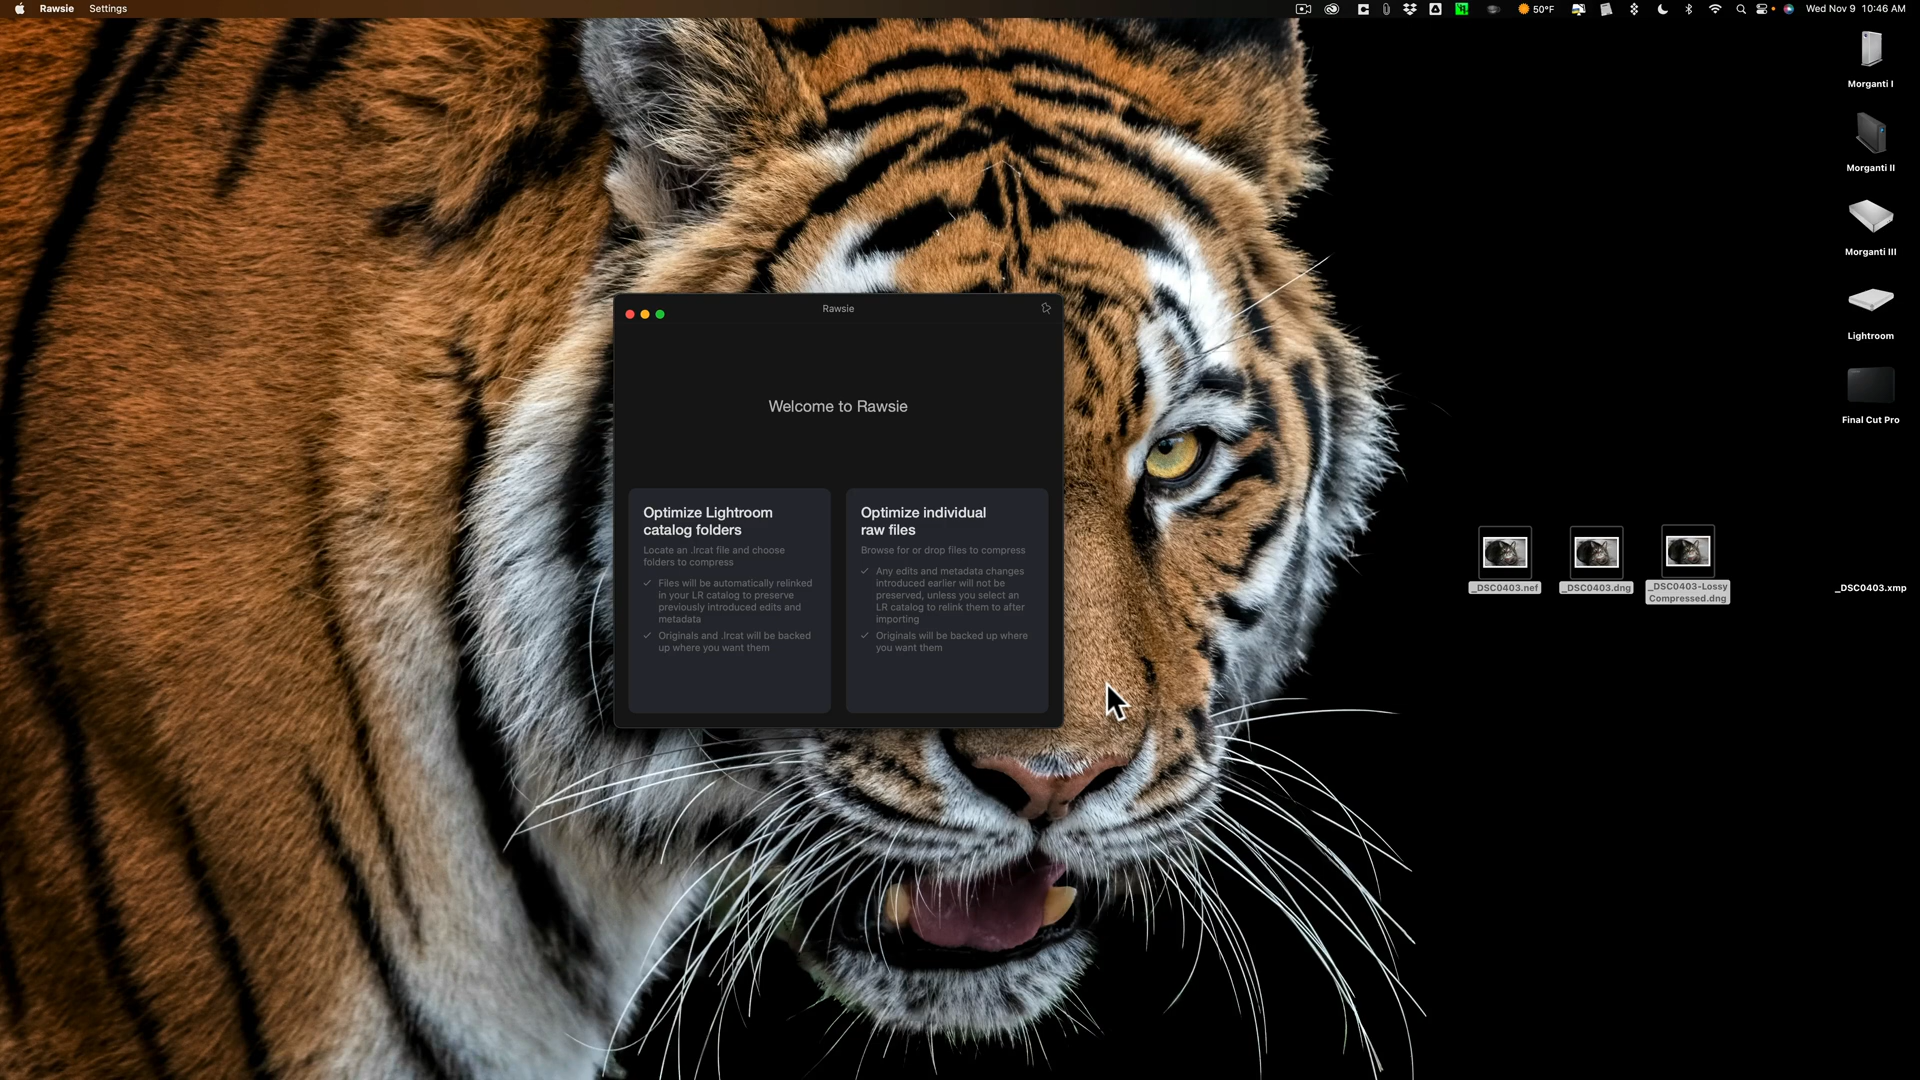 Rawsie Settings
50°F
Wed Nov 9 10:46 AM
Morganti I
Morganti II
Morganti III
Lightroom
Final Cut Pro
Rawsie
Welcome to Rawsie
Optimize Lightroom
catalog folders
Locate an .lrcat file and choose
folders to compress
Files will be automatically relinked
in your LR catalog to preserve
previously introduced edits and
metadata
Originals and .lrcat will be backed
up where you want them
Optimize individual
raw files
Browse for or drop files to compress
Any edits and metadata changes
introduced earlier will not be
preserved, unless you select an
LR catalog to relink them to after
importing
Originals will be backed up where
you want them
_DSC0403.nef
_DSC0403.dng
_DSC0403-Lossy
Compressed.dng
_DSC0403.xmp